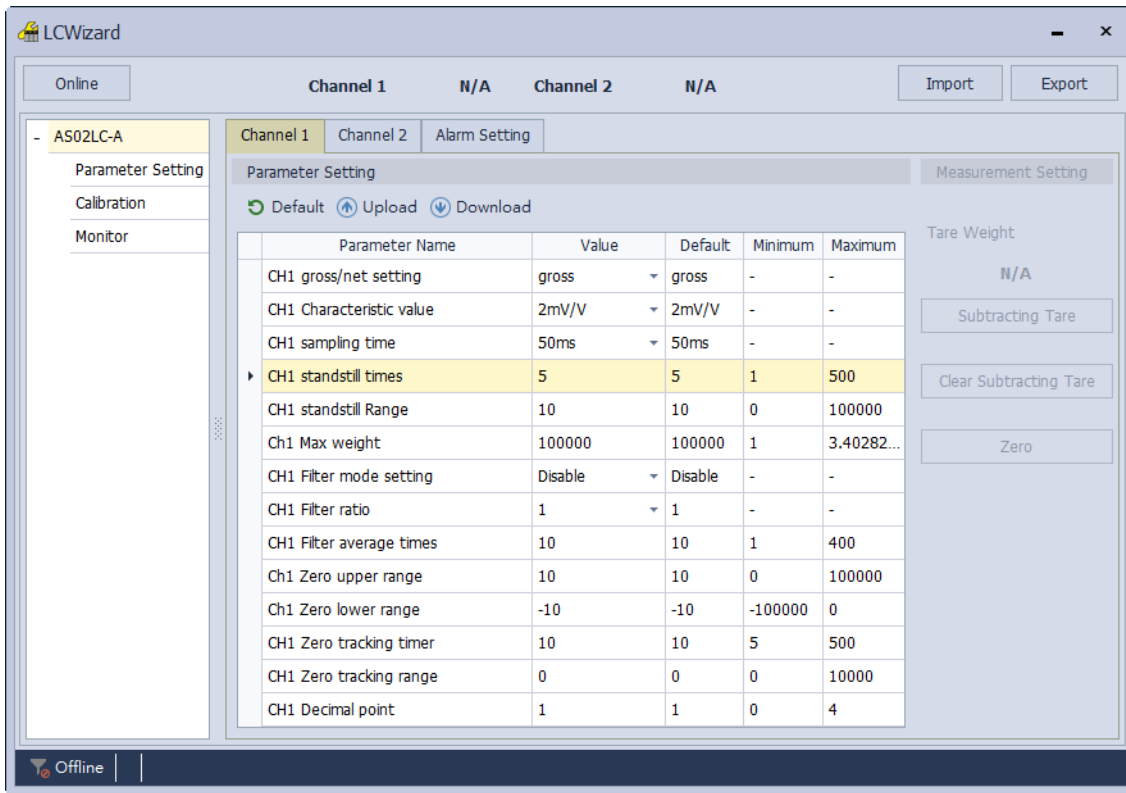 LCWizard
Online Channel 1 N/A Channel 2 N/A Import Export
- AS02LC-A
Parameter Setting
Calibration
Monitor
Channel 1 Channel 2 Alarm Setting
Parameter Setting
Default Upload Download
Parameter Name Value Default Minimum Maximum
CH1 gross/net setting gross gross - -
CH1 Characteristic value 2mV/V 2mV/V - -
CH1 sampling time 50ms 50ms - -
CH1 standstill times 5 5 1 500
CH1 standstill Range 10 10 0 100000
Ch1 Max weight 100000 100000 1 3.40282...
CH1 Filter mode setting Disable Disable - -
CH1 Filter ratio 1 1 - -
CH1 Filter average times 10 10 1 400
Ch1 Zero upper range 10 10 0 100000
Ch1 Zero lower range -10 -10 -100000 0
CH1 Zero tracking timer 10 10 5 500
CH1 Zero tracking range 0 0 0 10000
CH1 Decimal point 1 1 0 4
Measurement Setting
Tare Weight
N/A
Subtracting Tare
Clear Subtracting Tare
Zero
Offline